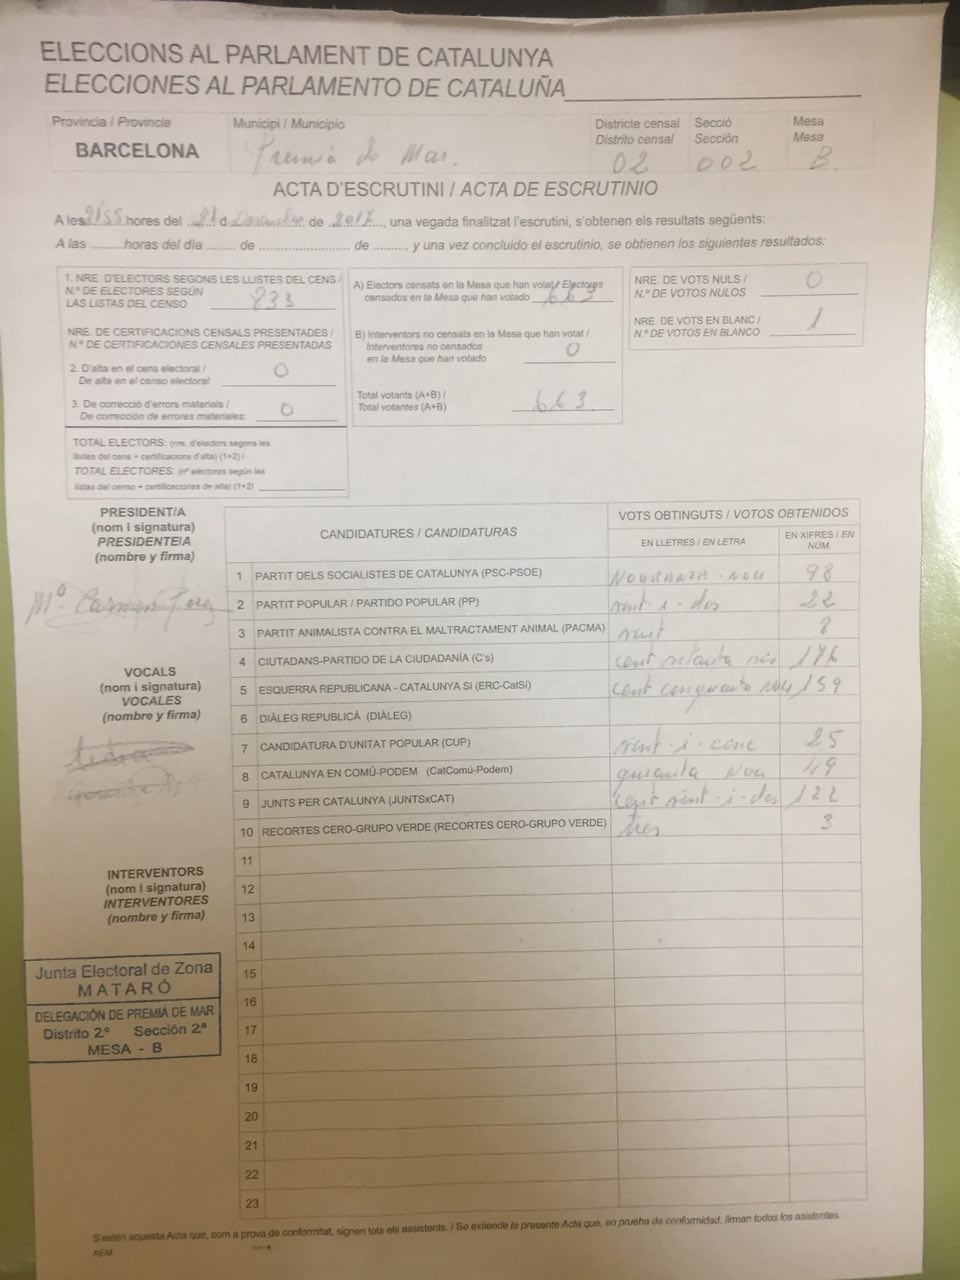 ELECCIONS AL PARLAMENT DE CATALUNYA
ELECCIONES AL PARLAMENTO DE CATALUÑA
Província / Provincia
Municipi / Municipio
Districte censal
Distrito censal
Secció
Sección
Mesa
Mesa
BARCELONA
Premià de Mar.
02
002
B
ACTA D'ESCRUTINI / ACTA DE ESCRUTINIO
A les 21'55 hores del 21 d de 2017, una vegada finalitzat l'escrutini, s'obtenen els resultats següents:
A las ......... horas del día ....... de ...................... de ........, y una vez concluido el escrutinio, se obtienen los siguientes resultados:
1. NRE. D'ELECTORS SEGONS LES LLISTES DEL CENS /
N.º DE ELECTORES SEGÚN
LAS LISTAS DEL CENSO 833
NRE. DE CERTIFICACIONS CENSALS PRESENTADES /
N.º DE CERTIFICACIONES CENSALES PRESENTADAS
2. D'alta en el cens electoral /
De alta en el censo electoral: 0
3. De correcció d'errors materials /
De corrección de errores materiales: 0
TOTAL ELECTORS: (nre. d'electors segons les
llistes del cens + certificacions d'alta) (1+2) /
TOTAL ELECTORES: (nº electores según las
listas del censo + certificaciones de alta) (1+2)
A) Electors censats en la Mesa que han votat / Electores
censados en la Mesa que han votado 663
B) Interventors no censats en la Mesa que han votat /
Interventores no censados
en la Mesa que han votado 0
Total votants (A+B) /
Total votantes (A+B) 663
NRE. DE VOTS NULS /
N.º DE VOTOS NULOS 0
NRE. DE VOTS EN BLANC /
N.º DE VOTOS EN BLANCO 1
PRESIDENT/A
(nom i signatura)
PRESIDENTE/A
(nombre y firma)
Mª Carmen
VOCALS
(nom i signatura)
VOCALES
(nombre y firma)
INTERVENTORS
(nom i signatura)
INTERVENTORES
(nombre y firma)
Junta Electoral de Zona
MATARÓ
DELEGACIÓN DE PREMIÀ DE MAR
Distrito 2º Sección 2ª
MESA - B
CANDIDATURES / CANDIDATURAS
VOTS OBTINGUTS / VOTOS OBTENIDOS
EN LLETRES / EN LETRA
EN XIFRES / EN NÚM.
1 PARTIT DELS SOCIALISTES DE CATALUNYA (PSC-PSOE) NOURANTA-NOU 98
2 PARTIT POPULAR / PARTIDO POPULAR (PP) vint-i-dos 22
3 PARTIT ANIMALISTA CONTRA EL MALTRACTAMENT ANIMAL (PACMA) vuit 8
4 CIUTADANS-PARTIDO DE LA CIUDADANÍA (C's) cent setanta sis 176
5 ESQUERRA REPUBLICANA - CATALUNYA SÍ (ERC-CatSí) cent cenquanta nou 159
6 DIÀLEG REPUBLICÀ (DIÀLEG)
7 CANDIDATURA D'UNITAT POPULAR (CUP) vint-i-cinc 25
8 CATALUNYA EN COMÚ-PODEM (CatComú-Podem) quranta nou 49
9 JUNTS PER CATALUNYA (JUNTSxCAT) cent vint-i-dos 122
10 RECORTES CERO-GRUPO VERDE (RECORTES CERO-GRUPO VERDE) tres 3
11
12
13
14
15
16
17
18
19
20
21
22
23
S'estén aquesta Acta que, com a prova de conformitat, signen tots els assistents. / Se extiende la presente Acta que, en prueba de conformidad, firman todos los asistentes.
AEM